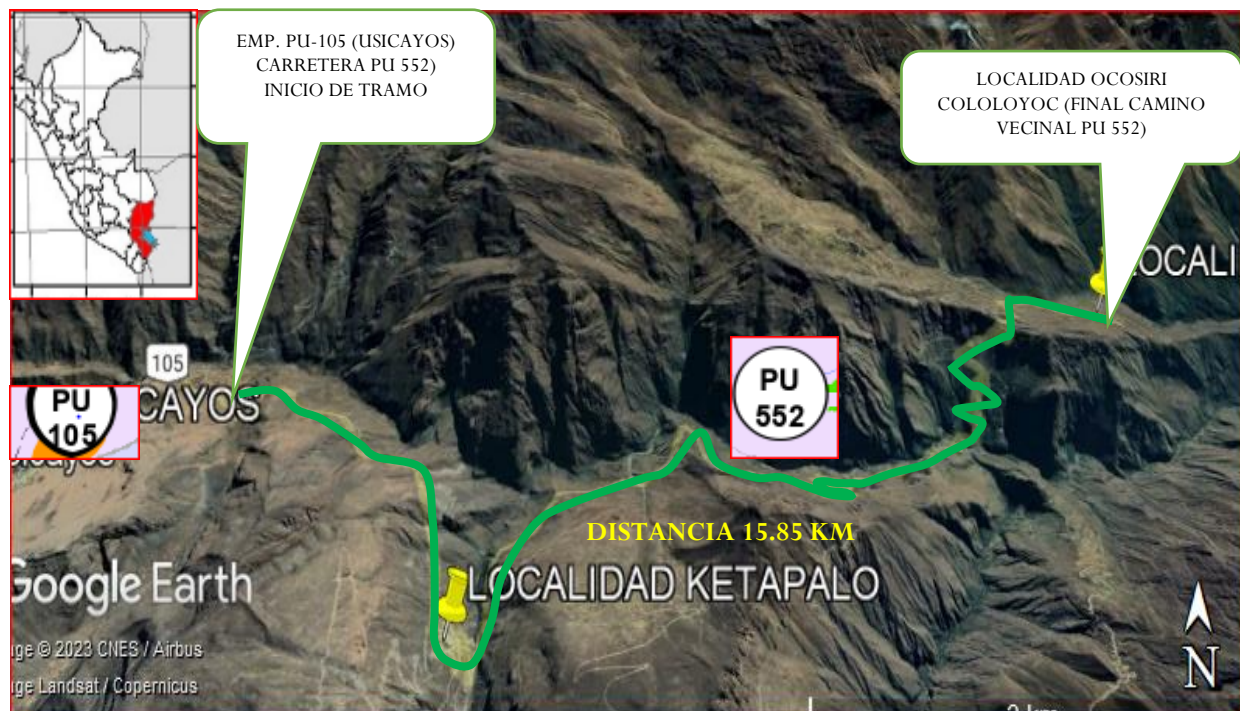 EMP. PU-105 (USICAYOS)
CARRETERA PU 552)
INICIO DE TRAMO
LOCALIDAD OCOSIRI
COLOLOYOC (FINAL CAMINO
VECINAL PU 552)
LOCALI
105
CAYOS
PU
105
PU
552
DISTANCIA 15.85 KM
LOCALIDAD KETAPALO
Google Earth
ge © 2023 CNES / Airbus
ge Landsat / Copernicus
N